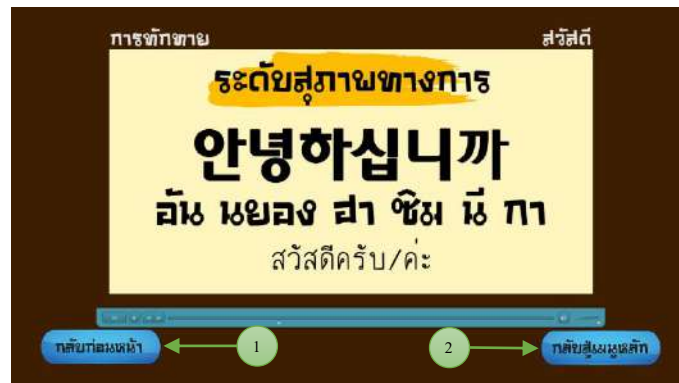 การทักทาย
สวัสดี
ระดับสุภาพทางการ
안녕하십니까
อัน นยอง ฮา ซิม นี กา
สวัสดีครับ/ค่ะ
กลับก่อนหน้า
1
2
กลับสู่เมนูหลัก